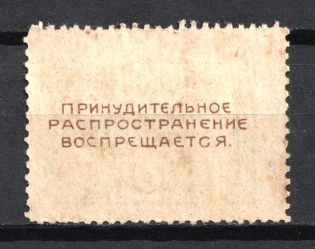 ПРИНУДИТЕЛЬНОЕ
РАСПРОСТРАНЕНИЕ
ВОСПРЕЩАЕТСЯ.